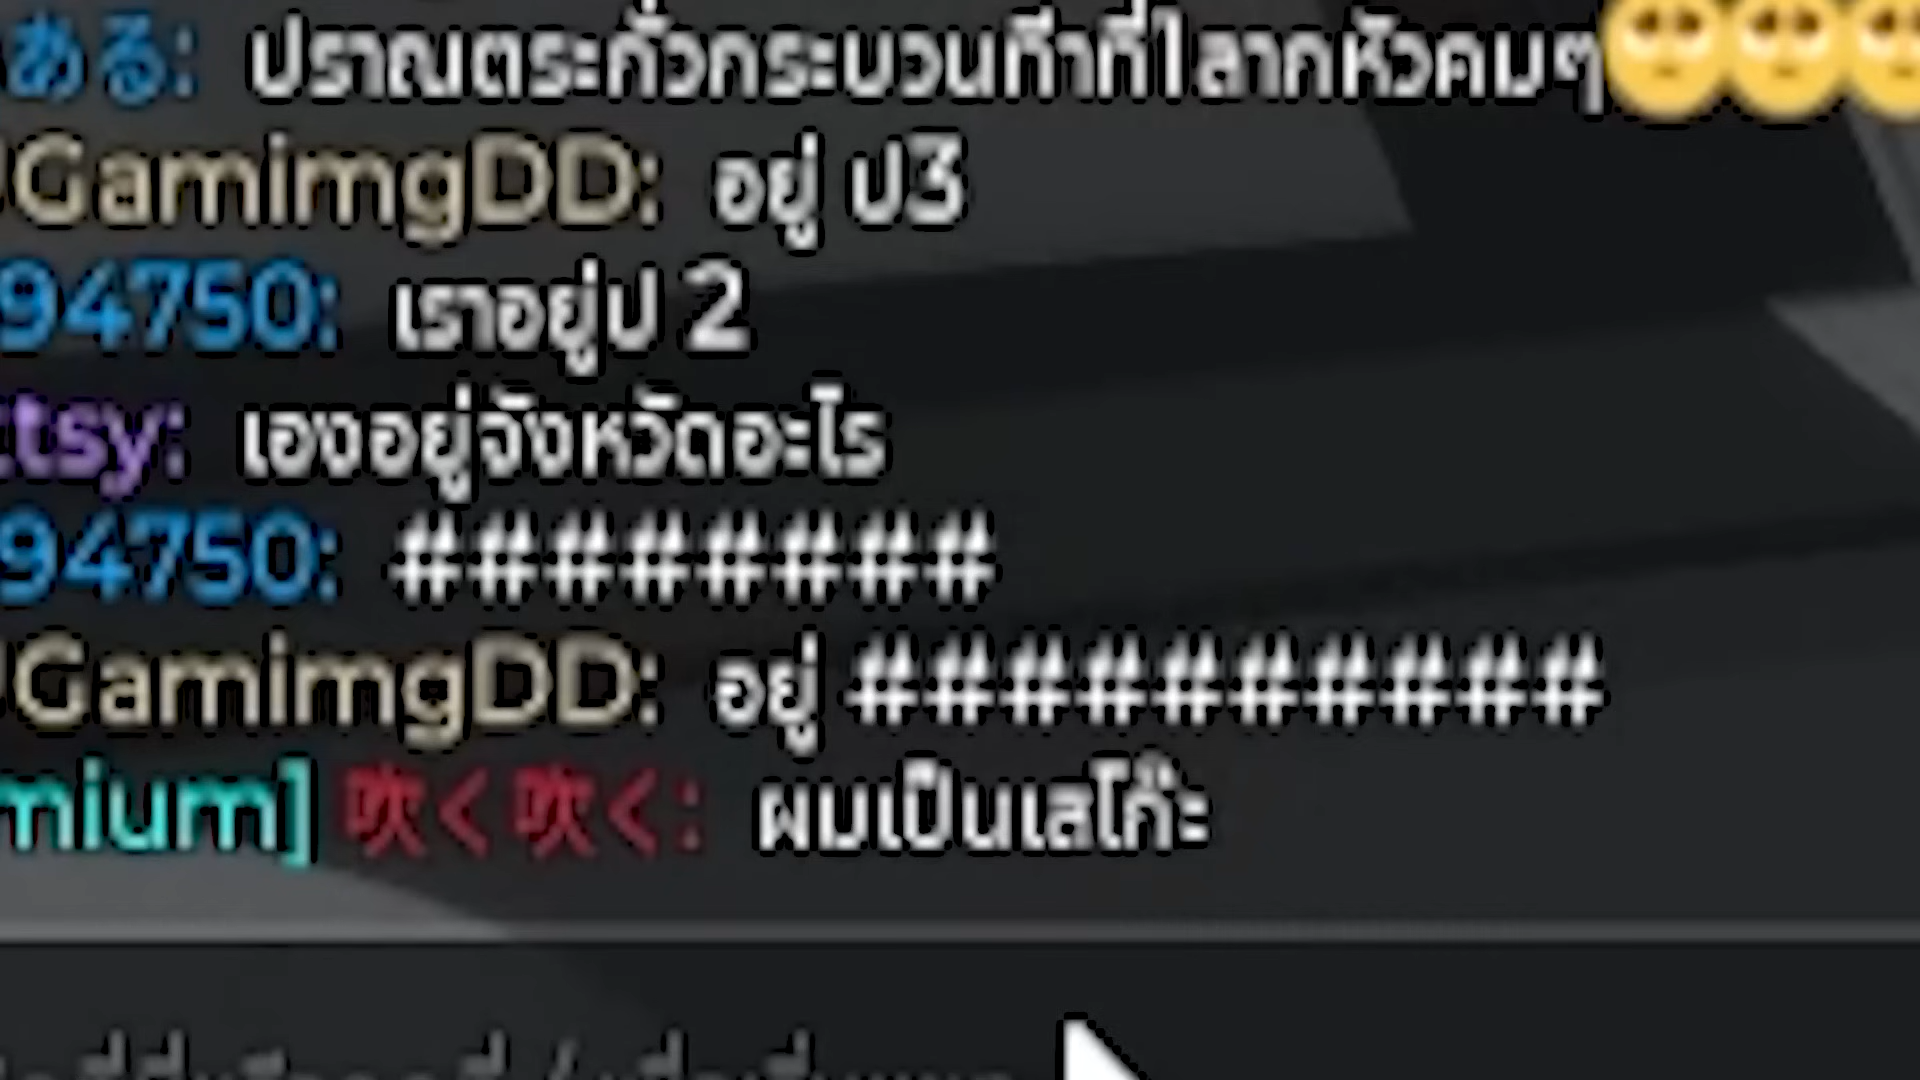 ある: ปราณตระกั่วกระบวนท่าที่1ลากหัวคมๆ🥺🥺🥺
GamimgDD: อยู่ ป3
94750: เราอยู่ป 2
tsy: เองอยู่จังหวัดอะไร
94750: ########
GamimgDD: อยู่ ##########
mium] 吹く吹く: ผมเป็นเสโก๊ะ